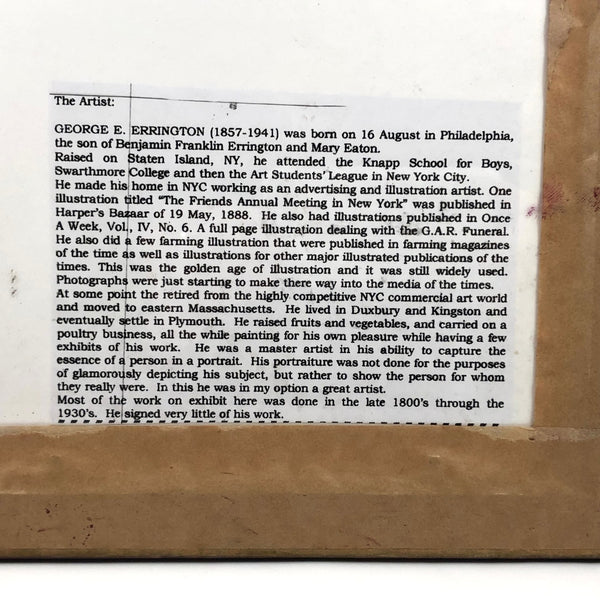 The Artist:
GEORGE E. ERRINGTON (1857-1941) was born on 16 August in Philadelphia,
the son of Benjamin Franklin Errington and Mary Eaton.
Raised on Staten Island, NY, he attended the Knapp School for Boys,
Swarthmore College and then the Art Students' League in New York City.
He made his home in NYC working as an advertising and illustration artist. One
illustration titled "The Friends Annual Meeting in New York" was published in
Harper's Bazaar of 19 May, 1888. He also had illustrations published in Once
A Week, Vol., IV, No. 6. A full page illustration dealing with the G.A.R. Funeral.
He also did a few farming illustration that were published in farming magazines
of the time as well as illustrations for other major illustrated publications of the
times. This was the golden age of illustration and it was still widely used.
Photographs were just starting to make there way into the media of the times.
At some point the retired from the highly competitive NYC commercial art world
and moved to eastern Massachusetts. He lived in Duxbury and Kingston and
eventually settle in Plymouth. He raised fruits and vegetables, and carried on a
poultry business, all the while painting for his own pleasure while having a few
exhibits of his work. He was a master artist in his ability to capture the
essence of a person in a portrait. His portraiture was not done for the purposes
of glamorously depicting his subject, but rather to show the person for whom
they really were. In this he was in my option a great artist.
Most of the work on exhibit here was done in the late 1800's through the
1930's. He signed very little of his work.